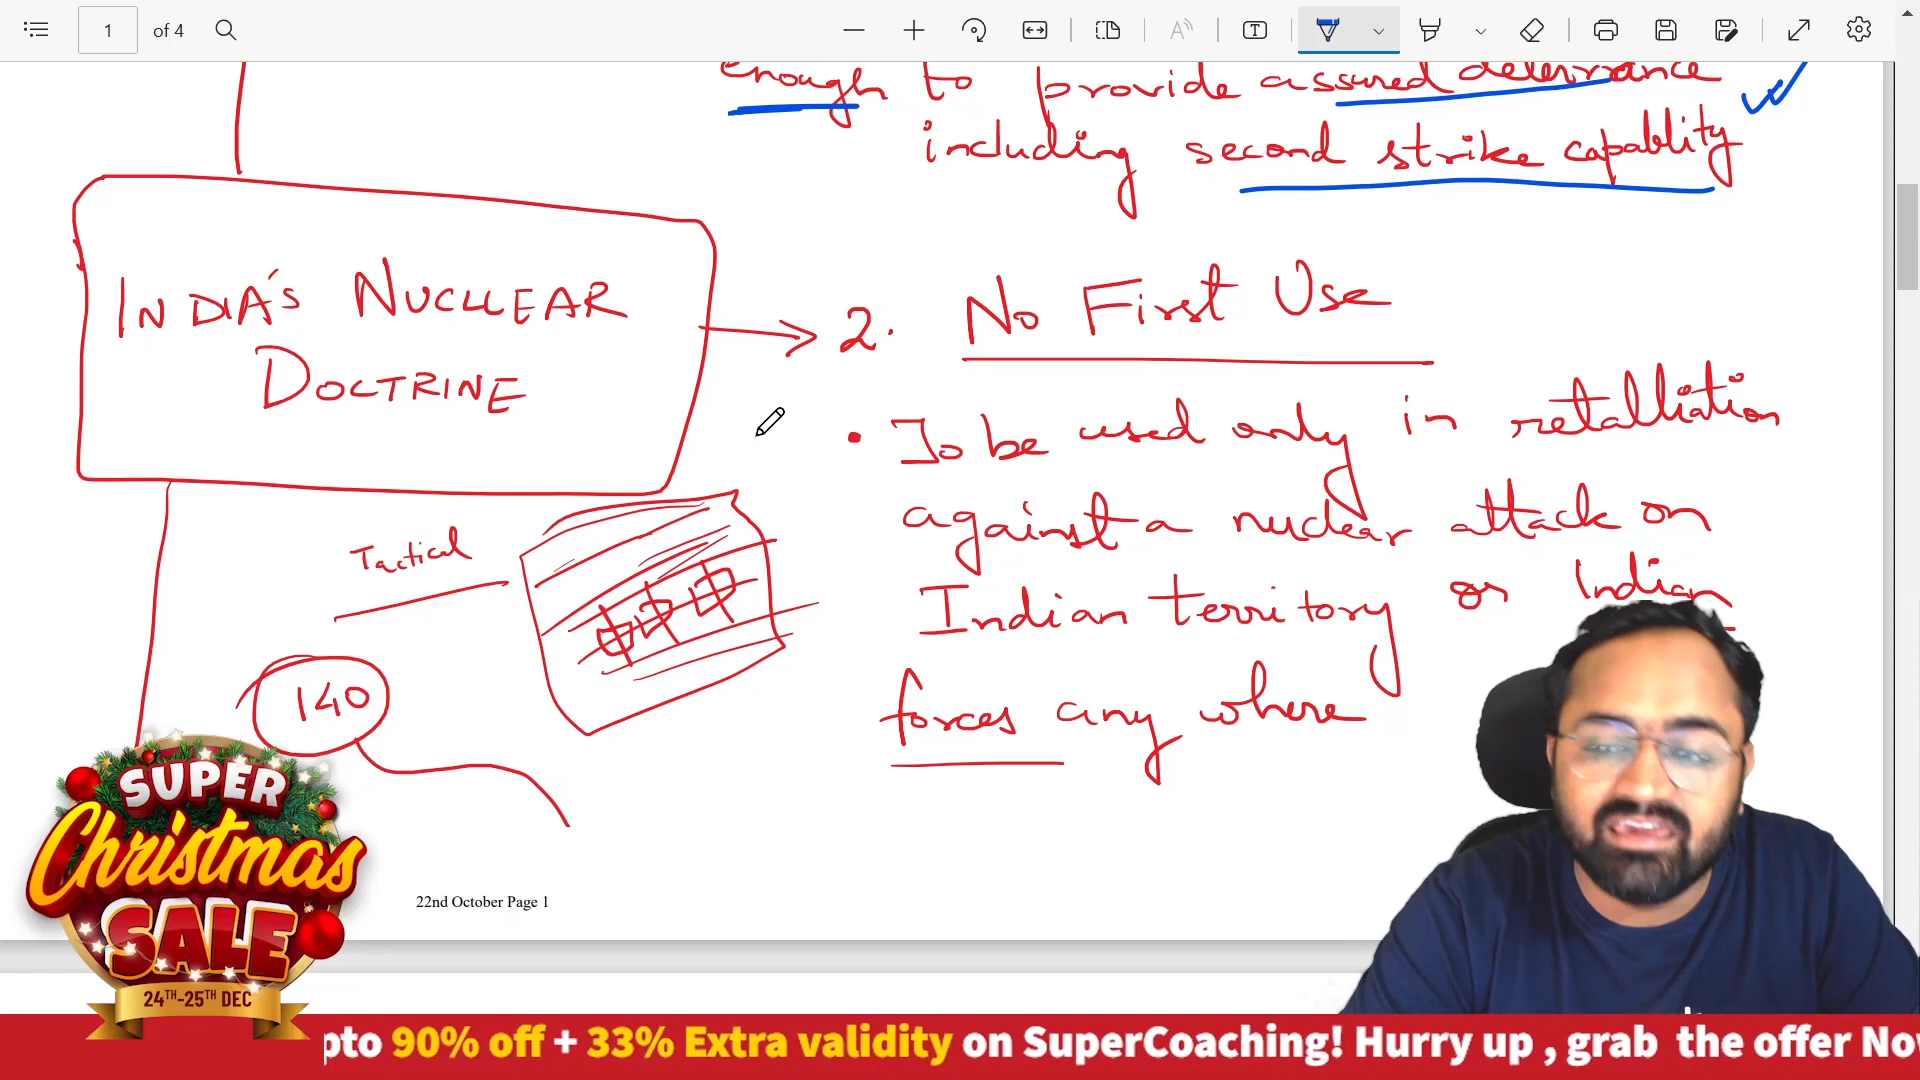 1 of 4
enough to provide assured deterrance
including second strike capablity
INDIA'S NUCLEAR
DOCTRINE
2. No First Use
• To be used only in retalliation
against a nuclear attack on
Indian territory or Indian
forces any where
Tactical
140
22nd October Page 1
SUPER
Christmas
SALE
24TH-25TH DEC
pto 90% off + 33% Extra validity on SuperCoaching! Hurry up , grab the offer No